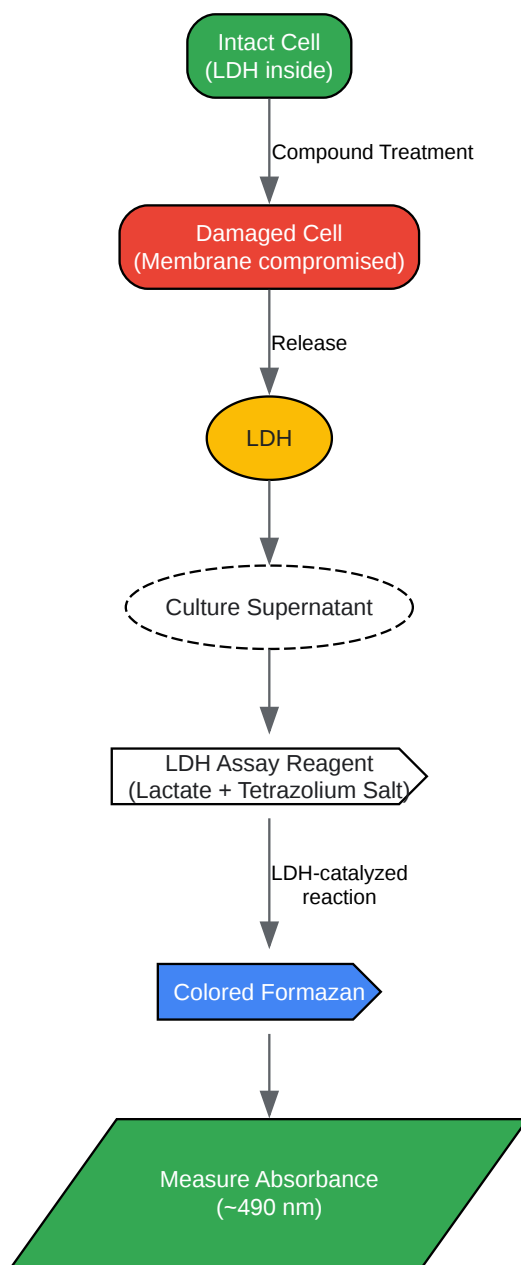 Intact Cell
(LDH inside)
Compound Treatment
Damaged Cell
(Membrane compromised)
Release
LDH
Culture Supernatant
LDH Assay Reagent
(Lactate + Tetrazolium Salt)
LDH-catalyzed
reaction
Colored Formazan
Measure Absorbance
(~490 nm)